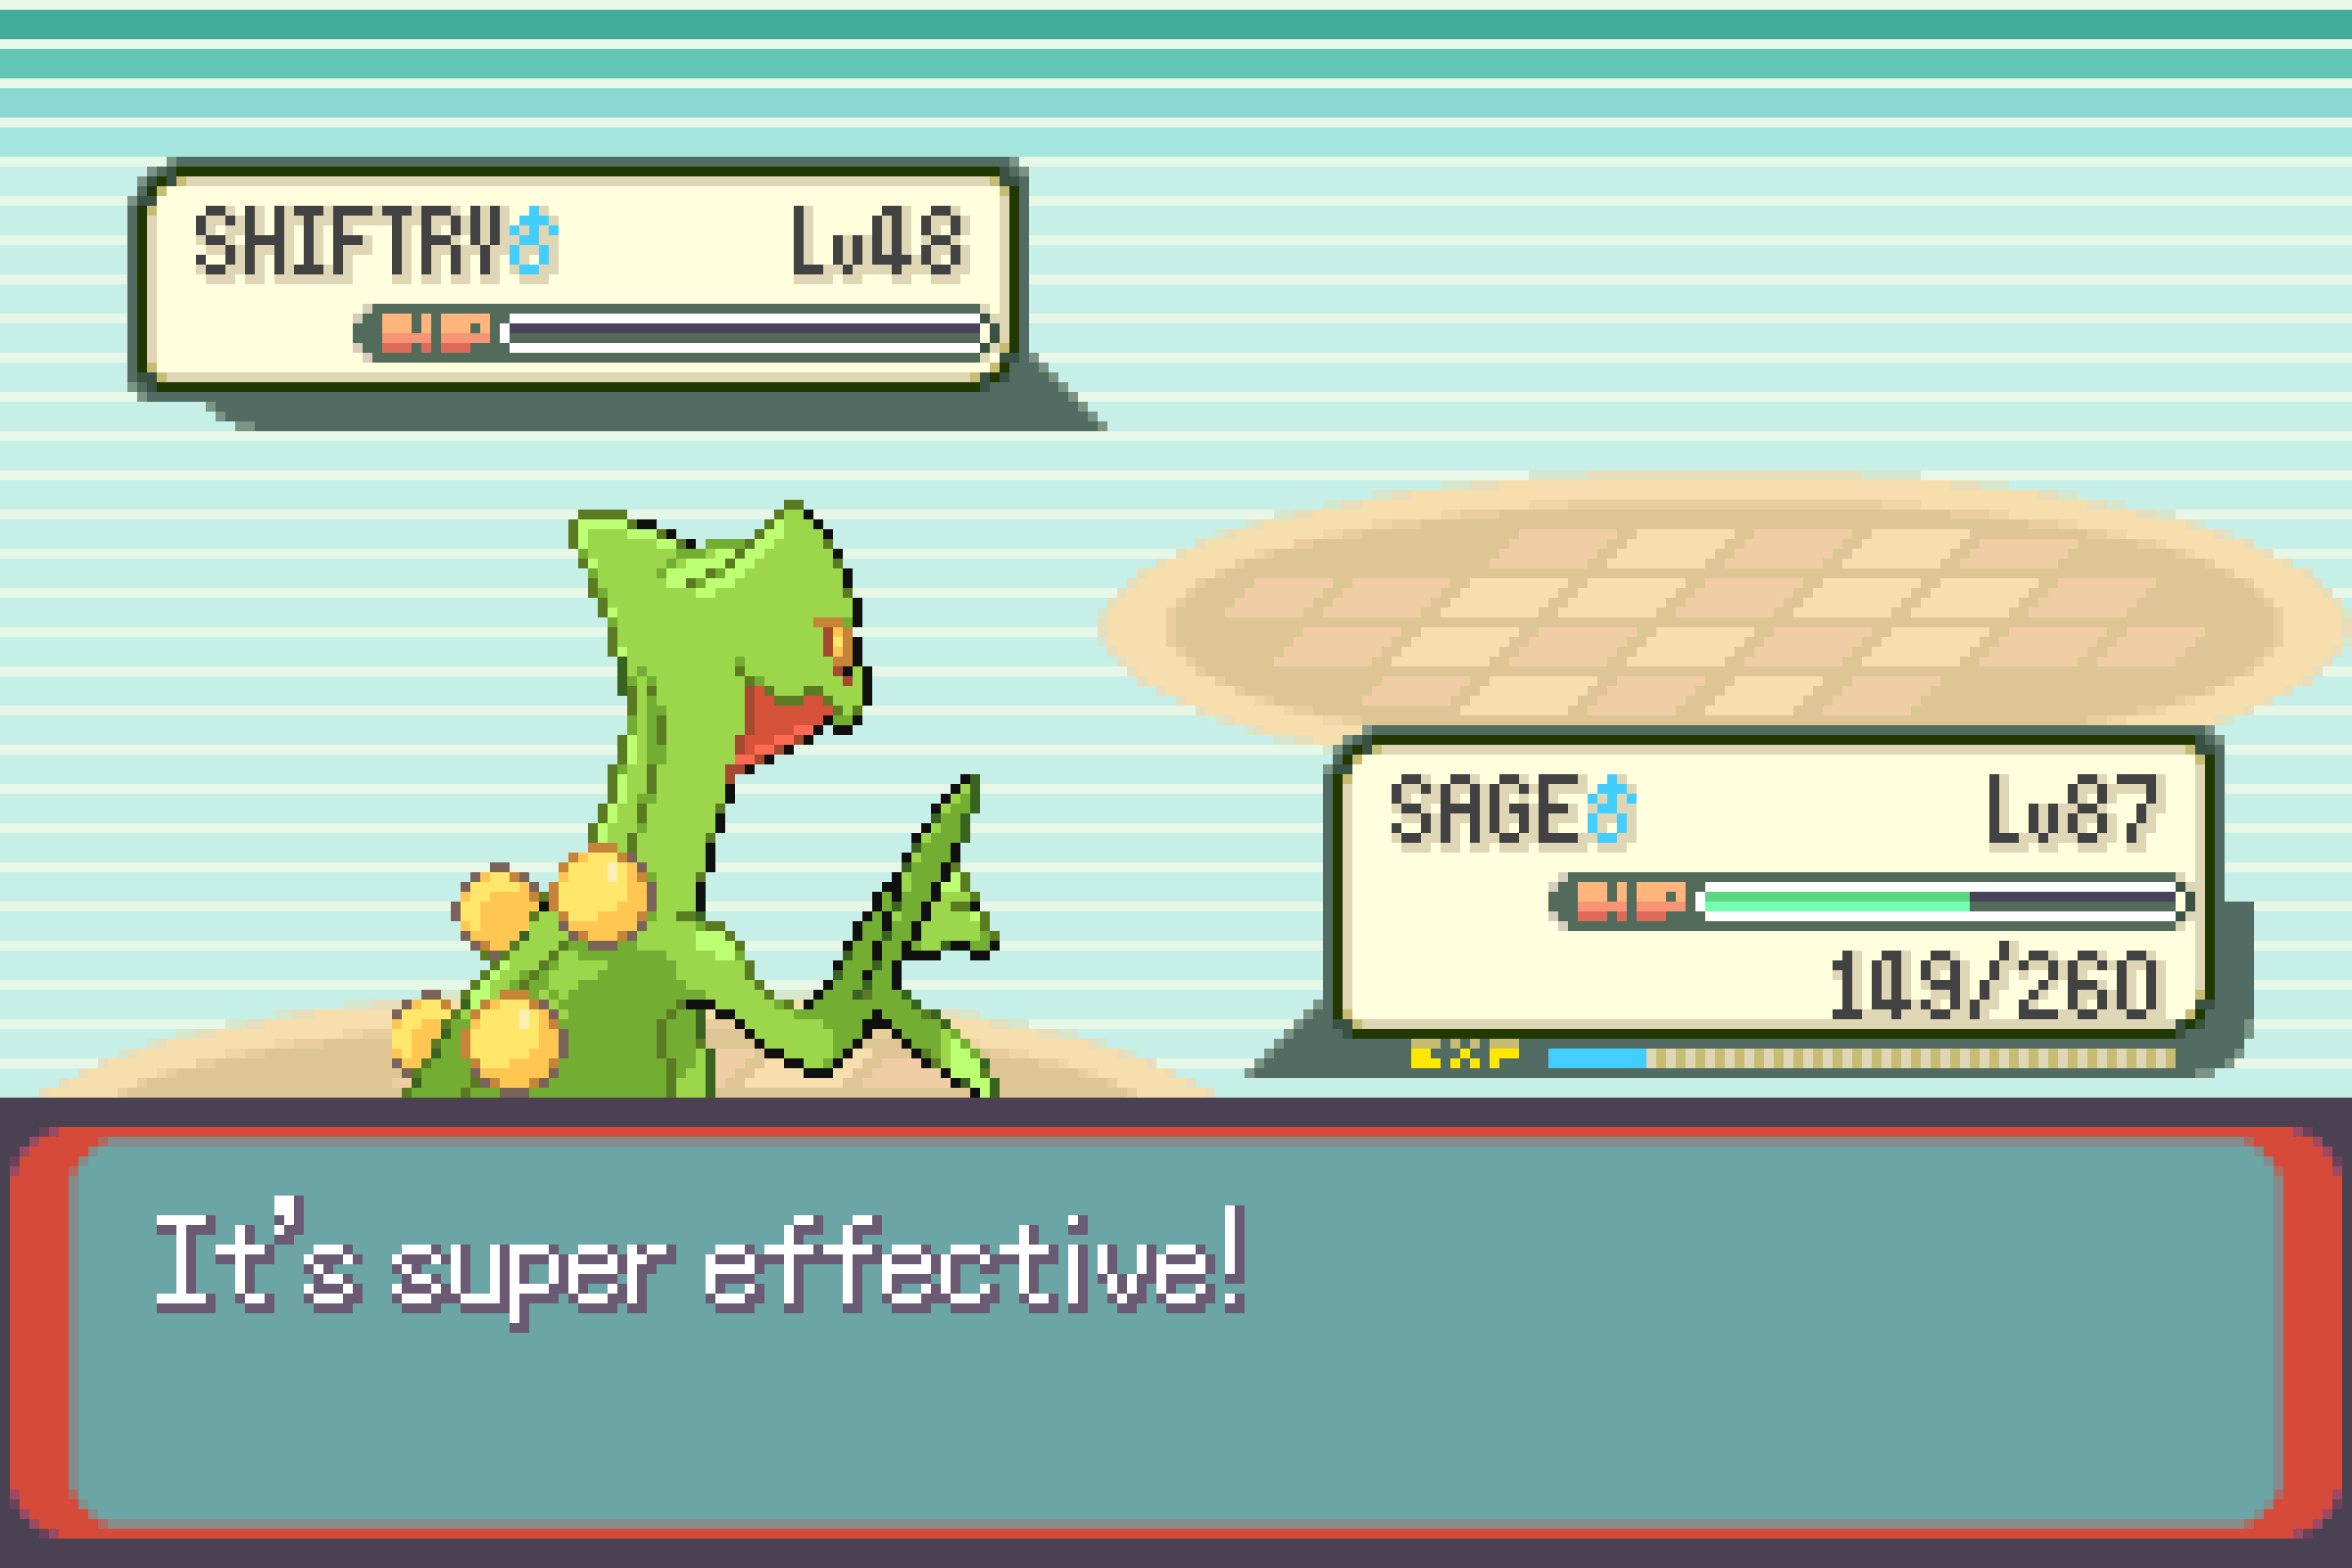 SHIFTRY♂ Lv48
HP
SAGE♂ Lv87
HP
149/260
EXP
It's super effective!